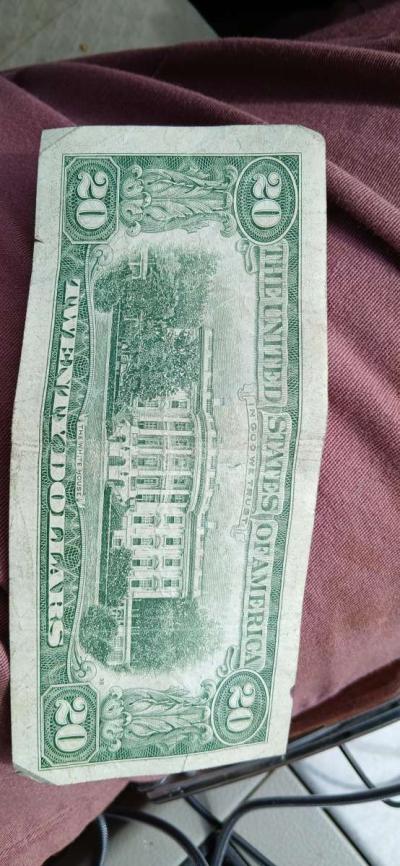 20
THE UNITED STATES OF AMERICA
20
IN GOD WE TRUST
THE WHITE HOUSE
20
TWENTY DOLLARS
20